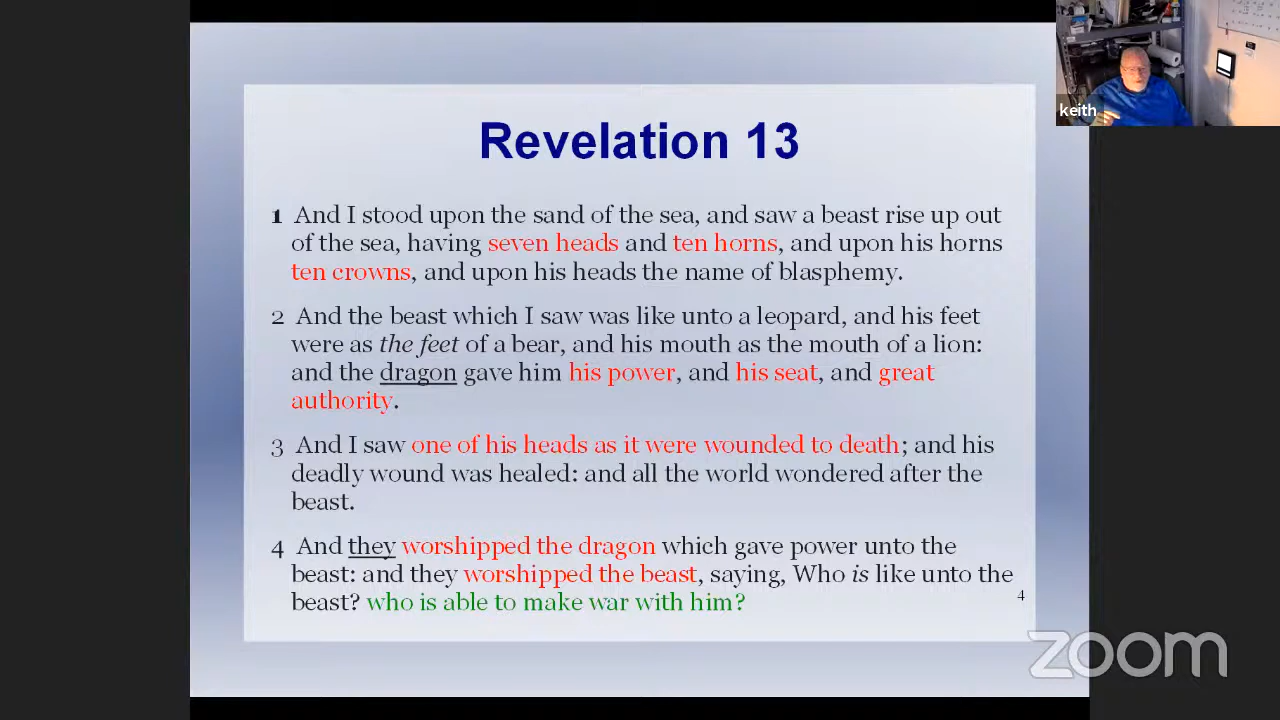 Revelation 13
1 And I stood upon the sand of the sea, and saw a beast rise up out
of the sea, having seven heads and ten horns, and upon his horns
ten crowns, and upon his heads the name of blasphemy.
2 And the beast which I saw was like unto a leopard, and his feet
were as the feet of a bear, and his mouth as the mouth of a lion:
and the dragon gave him his power, and his seat, and great
authority.
3 And I saw one of his heads as it were wounded to death; and his
deadly wound was healed: and all the world wondered after the
beast.
4 And they worshipped the dragon which gave power unto the
beast: and they worshipped the beast, saying, Who is like unto the
beast? who is able to make war with him?
4
keith
zoom